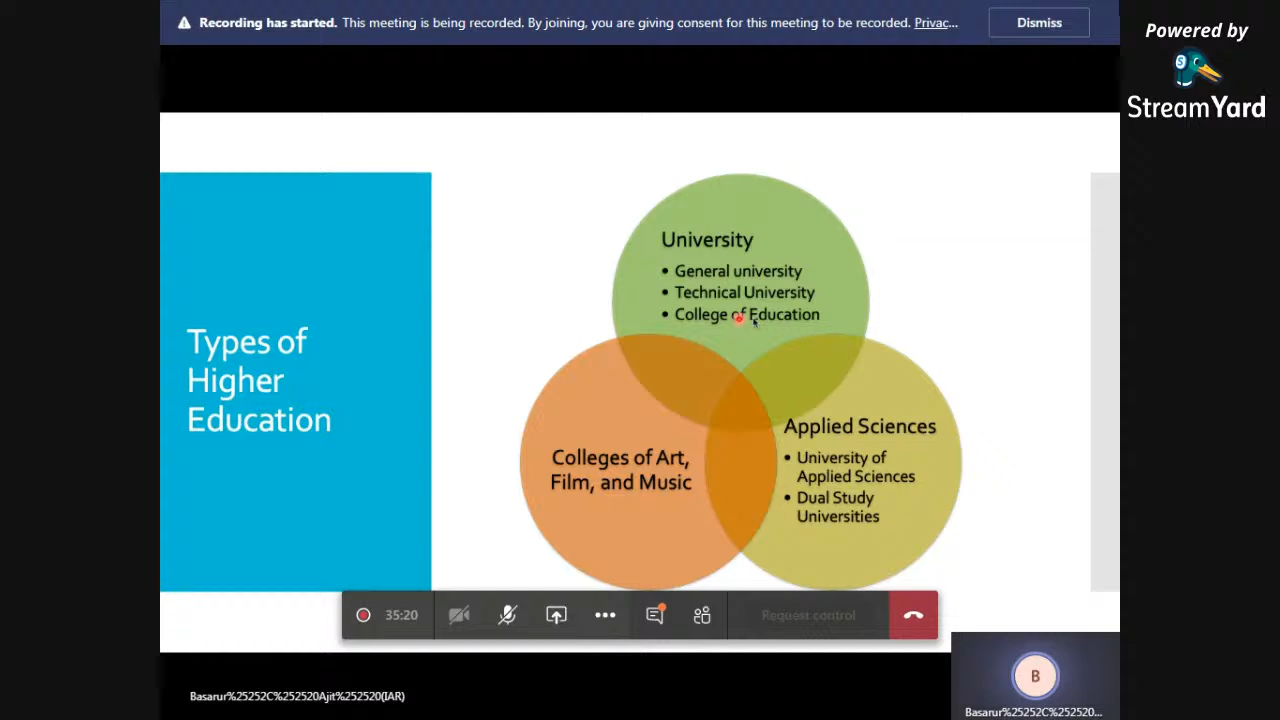 Recording has started. This meeting is being recorded. By joining, you are giving consent for this meeting to be recorded. Privac...
Dismiss
Powered by
S
StreamYard
University
• General university
• Technical University
• College of Education
Types of
Higher
Education
Applied Sciences
• University of
Applied Sciences
• Dual Study
Universities
Colleges of Art,
Film, and Music
35:20
Request control
B
Basarur%25252C%252520Ajit%252520(IAR)
Basarur%25252C%252520...